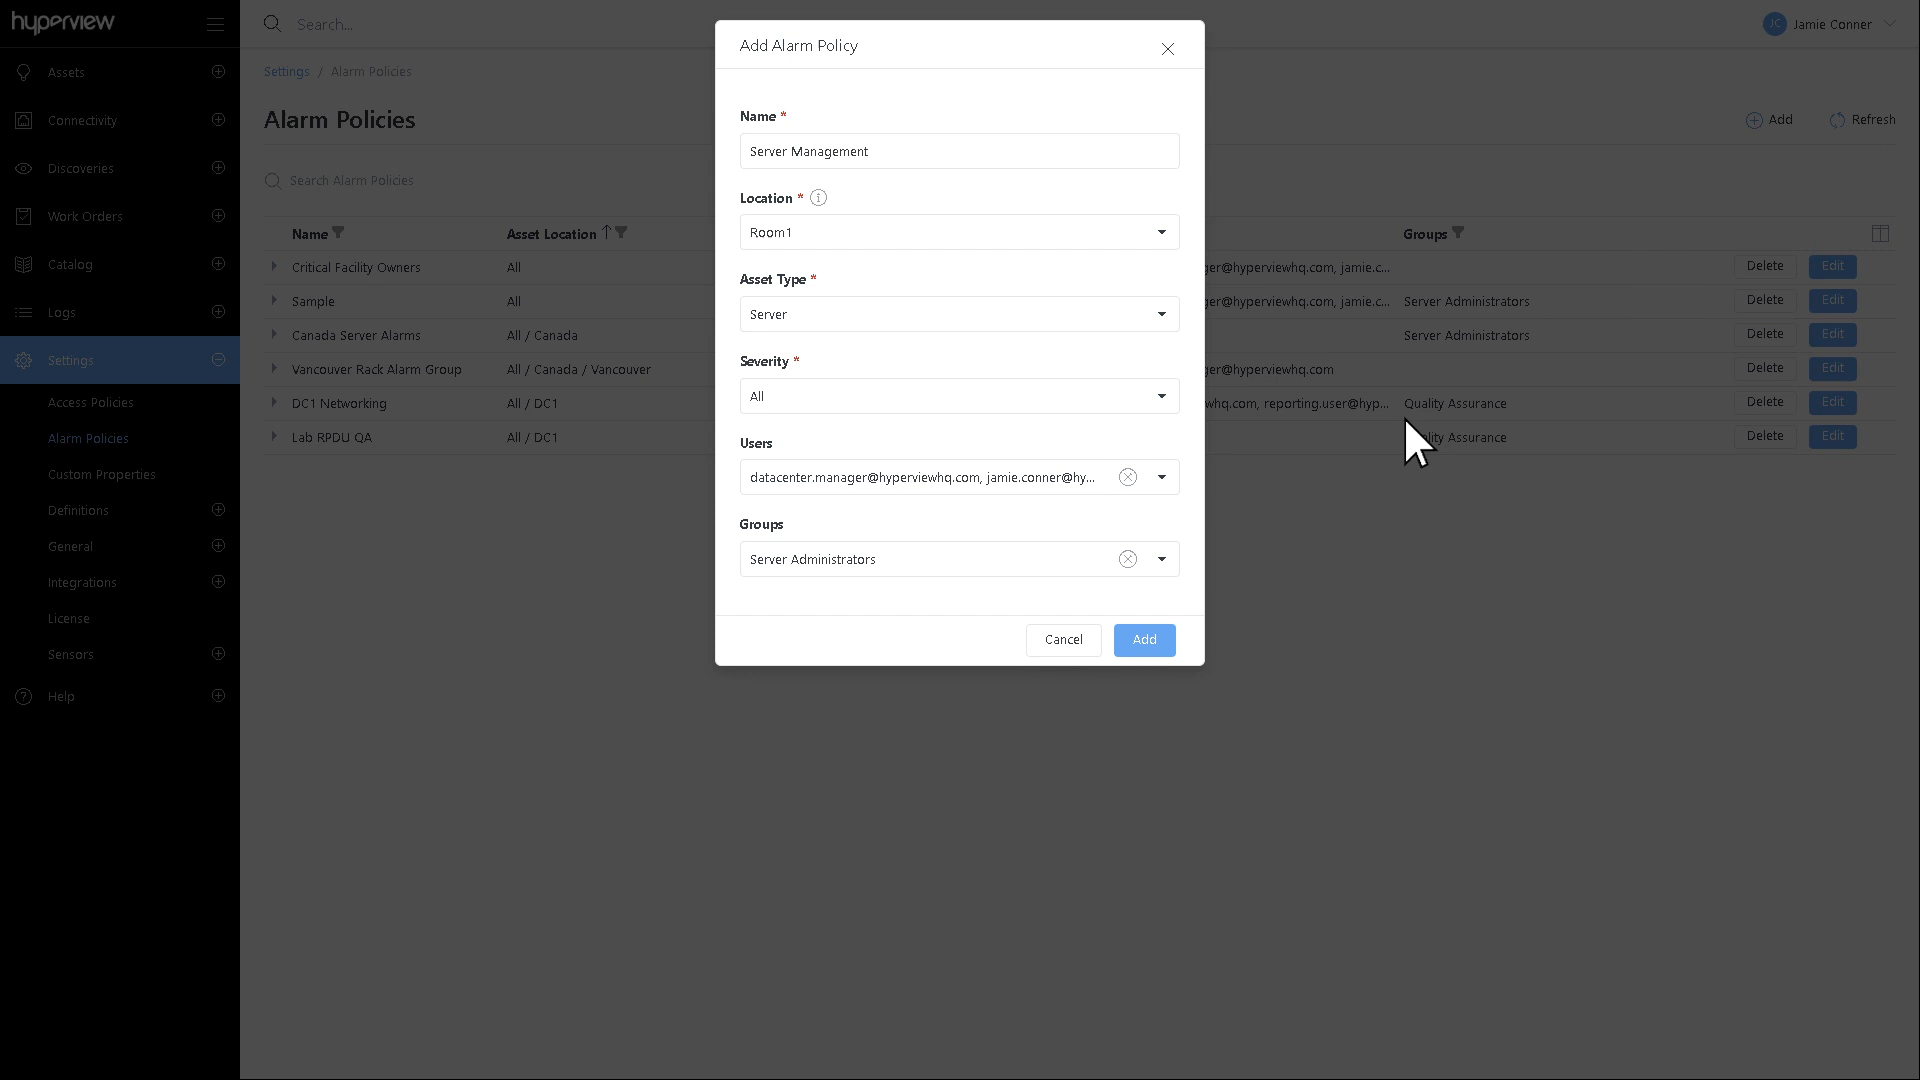 hyperview
Search...
JC Jamie Conner
Assets
Connectivity
Discoveries
Work Orders
Catalog
Logs
Settings
Access Policies
Alarm Policies
Custom Properties
Definitions
General
Integrations
License
Sensors
Help
Settings / Alarm Policies
Alarm Policies
Add Refresh
Search Alarm Policies
Name Asset Location Groups
Critical Facility Owners All ger@hyperviewhq.com, jamie.c... Delete Edit
Sample All ger@hyperviewhq.com, jamie.c... Server Administrators Delete Edit
Canada Server Alarms All / Canada Server Administrators Delete Edit
Vancouver Rack Alarm Group All / Canada / Vancouver ger@hyperviewhq.com Delete Edit
DC1 Networking All / DC1 whq.com, reporting.user@hyp... Quality Assurance Delete Edit
Lab RPDU QA All / DC1 lity Assurance Delete Edit
Add Alarm Policy
Name *
Server Management
Location *
Room1
Asset Type *
Server
Severity *
All
Users
datacenter.manager@hyperviewhq.com, jamie.conner@hy...
Groups
Server Administrators
Cancel Add